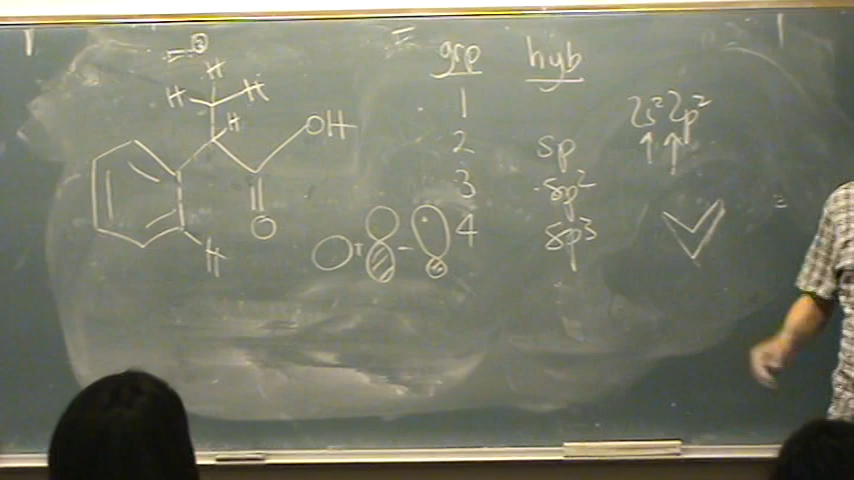 grp hyb
1
2 sp
3 sp²
4 sp³
2s² 2p²
↑ ↑
H
H H
H
OH
O
H
+ =